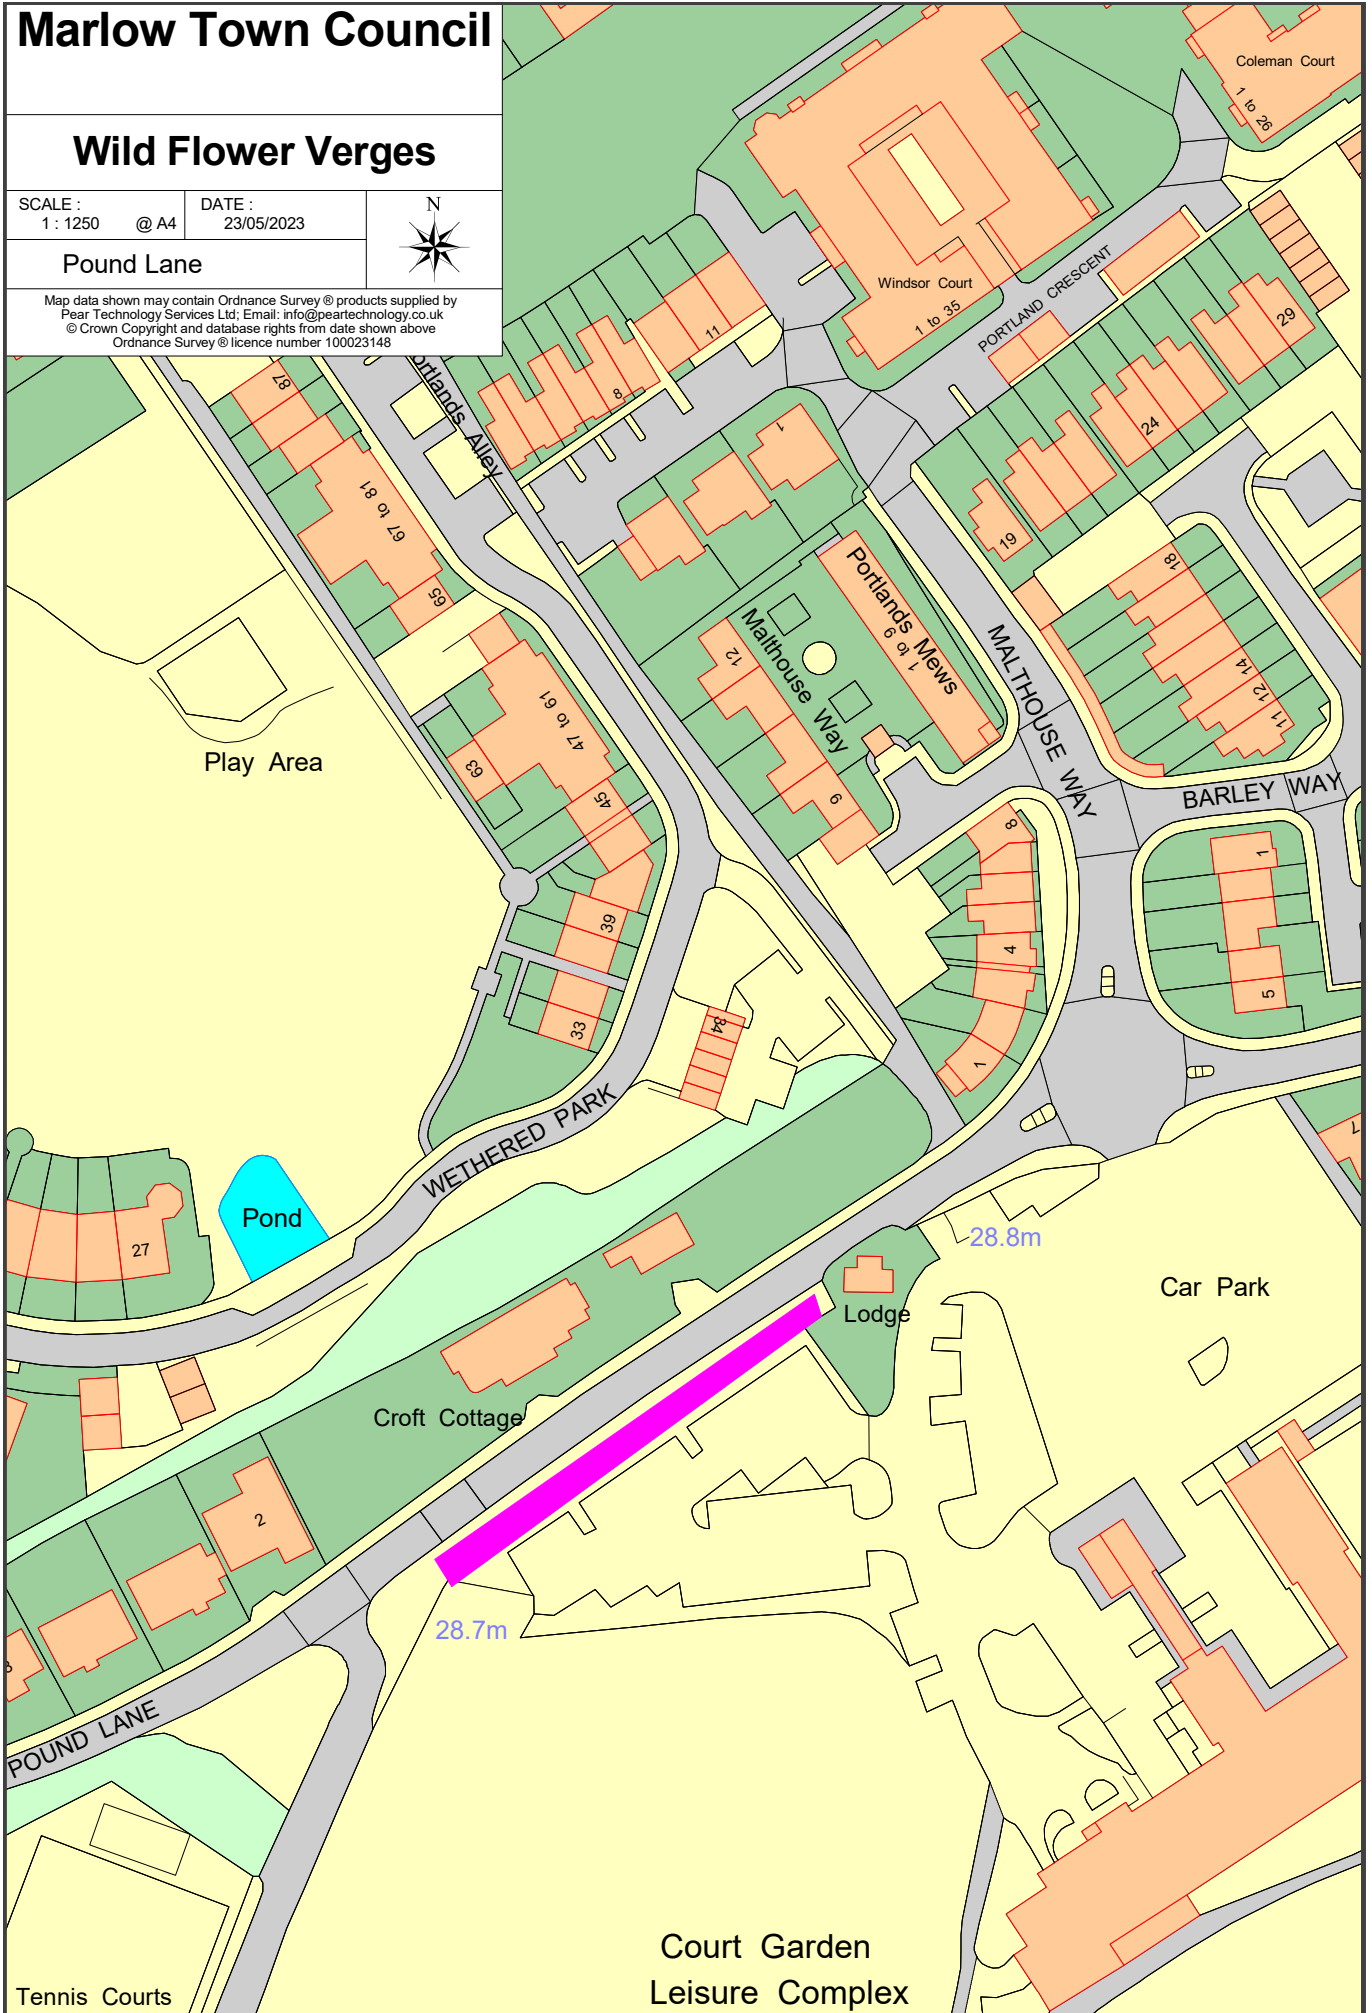 Marlow Town Council
Wild Flower Verges
SCALE :
1 : 1250 @ A4
DATE :
23/05/2023
N
Pound Lane
Map data shown may contain Ordnance Survey ® products supplied by
Pear Technology Services Ltd; Email: info@peartechnology.co.uk
© Crown Copyright and database rights from date shown above
Ordnance Survey ® licence number 100023148
Coleman Court
1 to 26
Windsor Court
1 to 35
PORTLAND CRESCENT
29
11
8
87
ortlands Alley
1
24
19
67 to 81
65
18
Portlands Mews
1 to 9
Malthouse Way
12
MALTHOUSE WAY
14
12
11
47 to 61
63
45
Play Area
9
8
BARLEY WAY
1
39
4
5
33
34
1
WETHERED PARK
7
27
Pond
28.8m
Car Park
Lodge
Croft Cottage
2
28.7m
3
POUND LANE
Court Garden
Leisure Complex
Tennis Courts